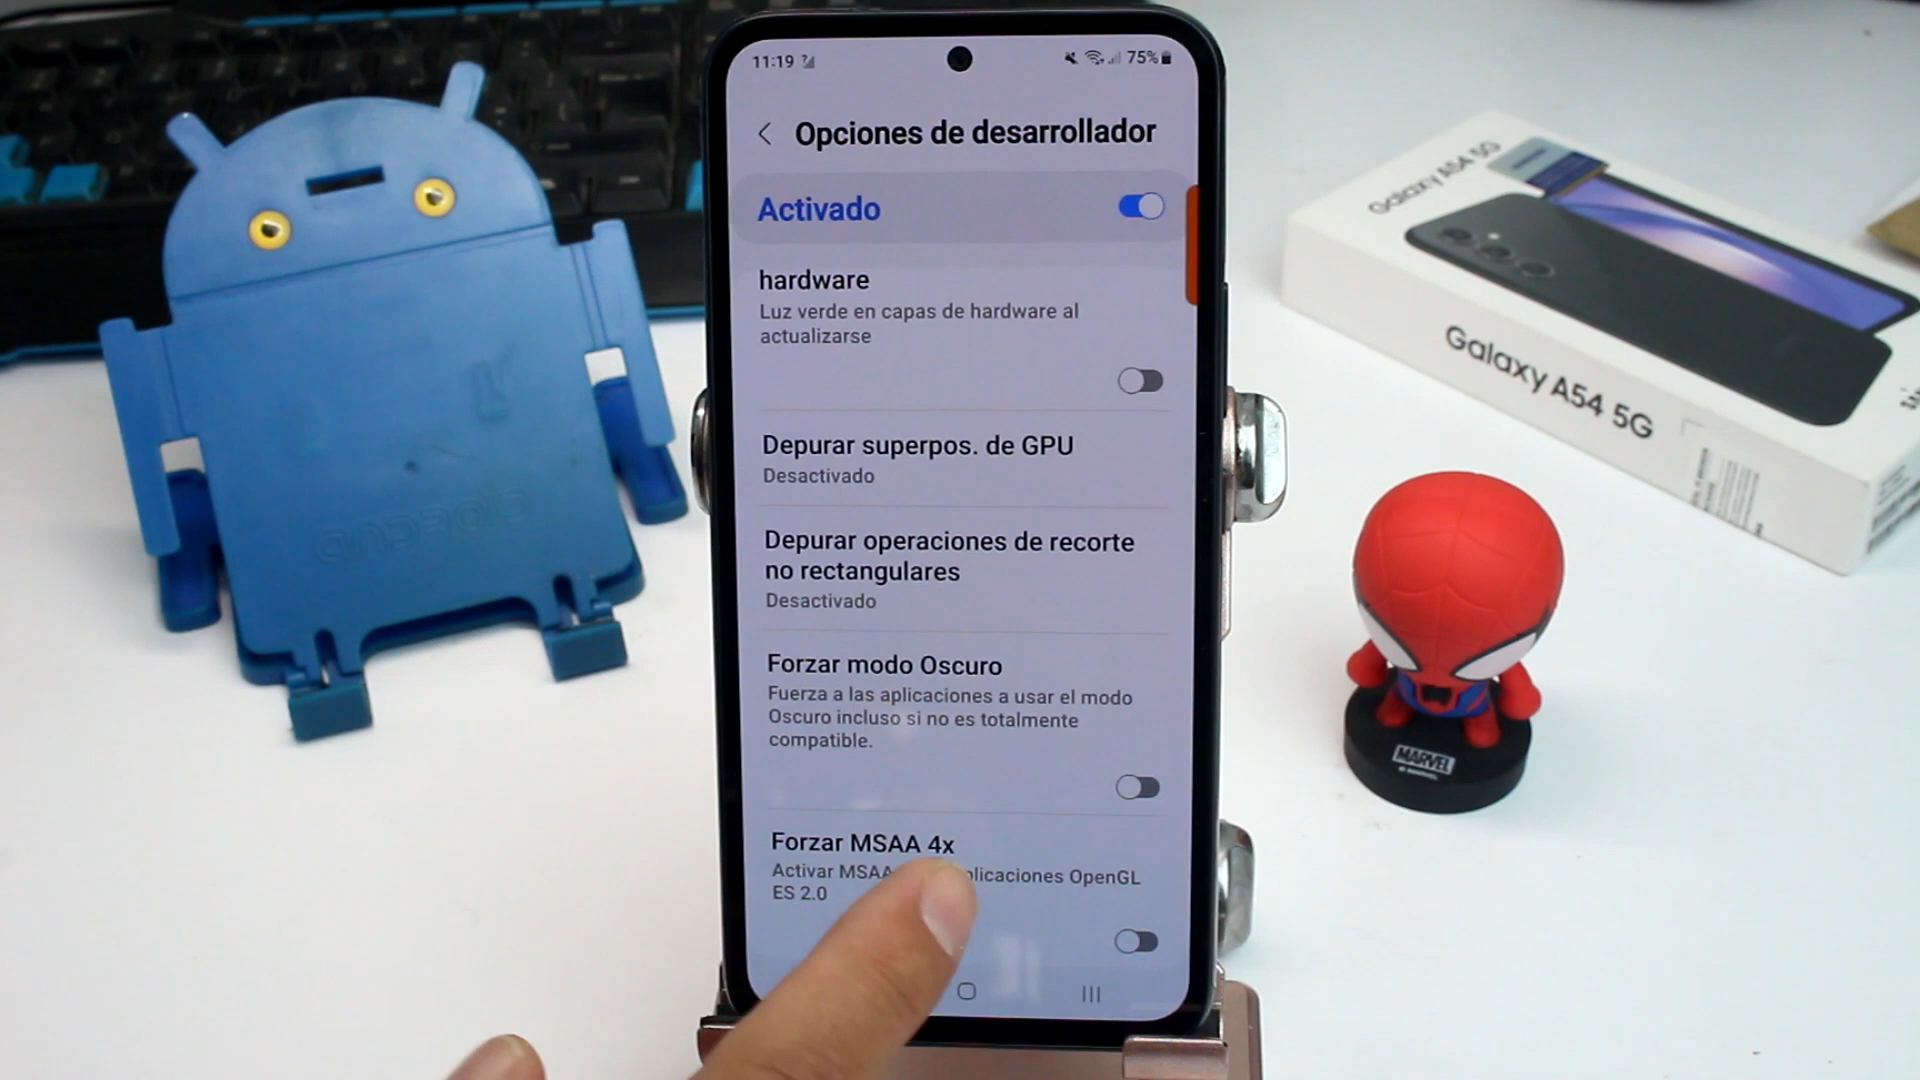 11:19
75%
Opciones de desarrollador
Activado
hardware
Luz verde en capas de hardware al
actualizarse
Depurar superpos. de GPU
Desactivado
Depurar operaciones de recorte
no rectangulares
Desactivado
Forzar modo Oscuro
Fuerza a las aplicaciones a usar el modo
Oscuro incluso si no es totalmente
compatible.
Forzar MSAA 4x
Activar MSAA plicaciones OpenGL
ES 2.0
ANDROID
Galaxy A54 5G
Galaxy A54 5G
MARVEL
© MARVEL